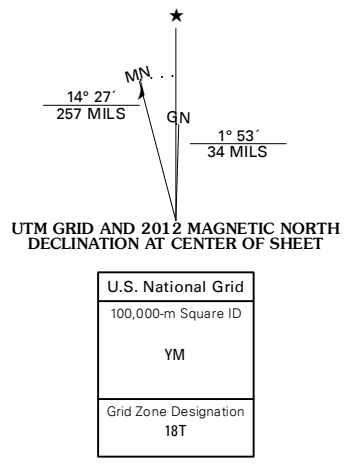 ★
MN
14° 27´
257 MILS
GN
1° 53´
34 MILS
UTM GRID AND 2012 MAGNETIC NORTH
DECLINATION AT CENTER OF SHEET
U.S. National Grid
100,000-m Square ID
YM
Grid Zone Designation
18T